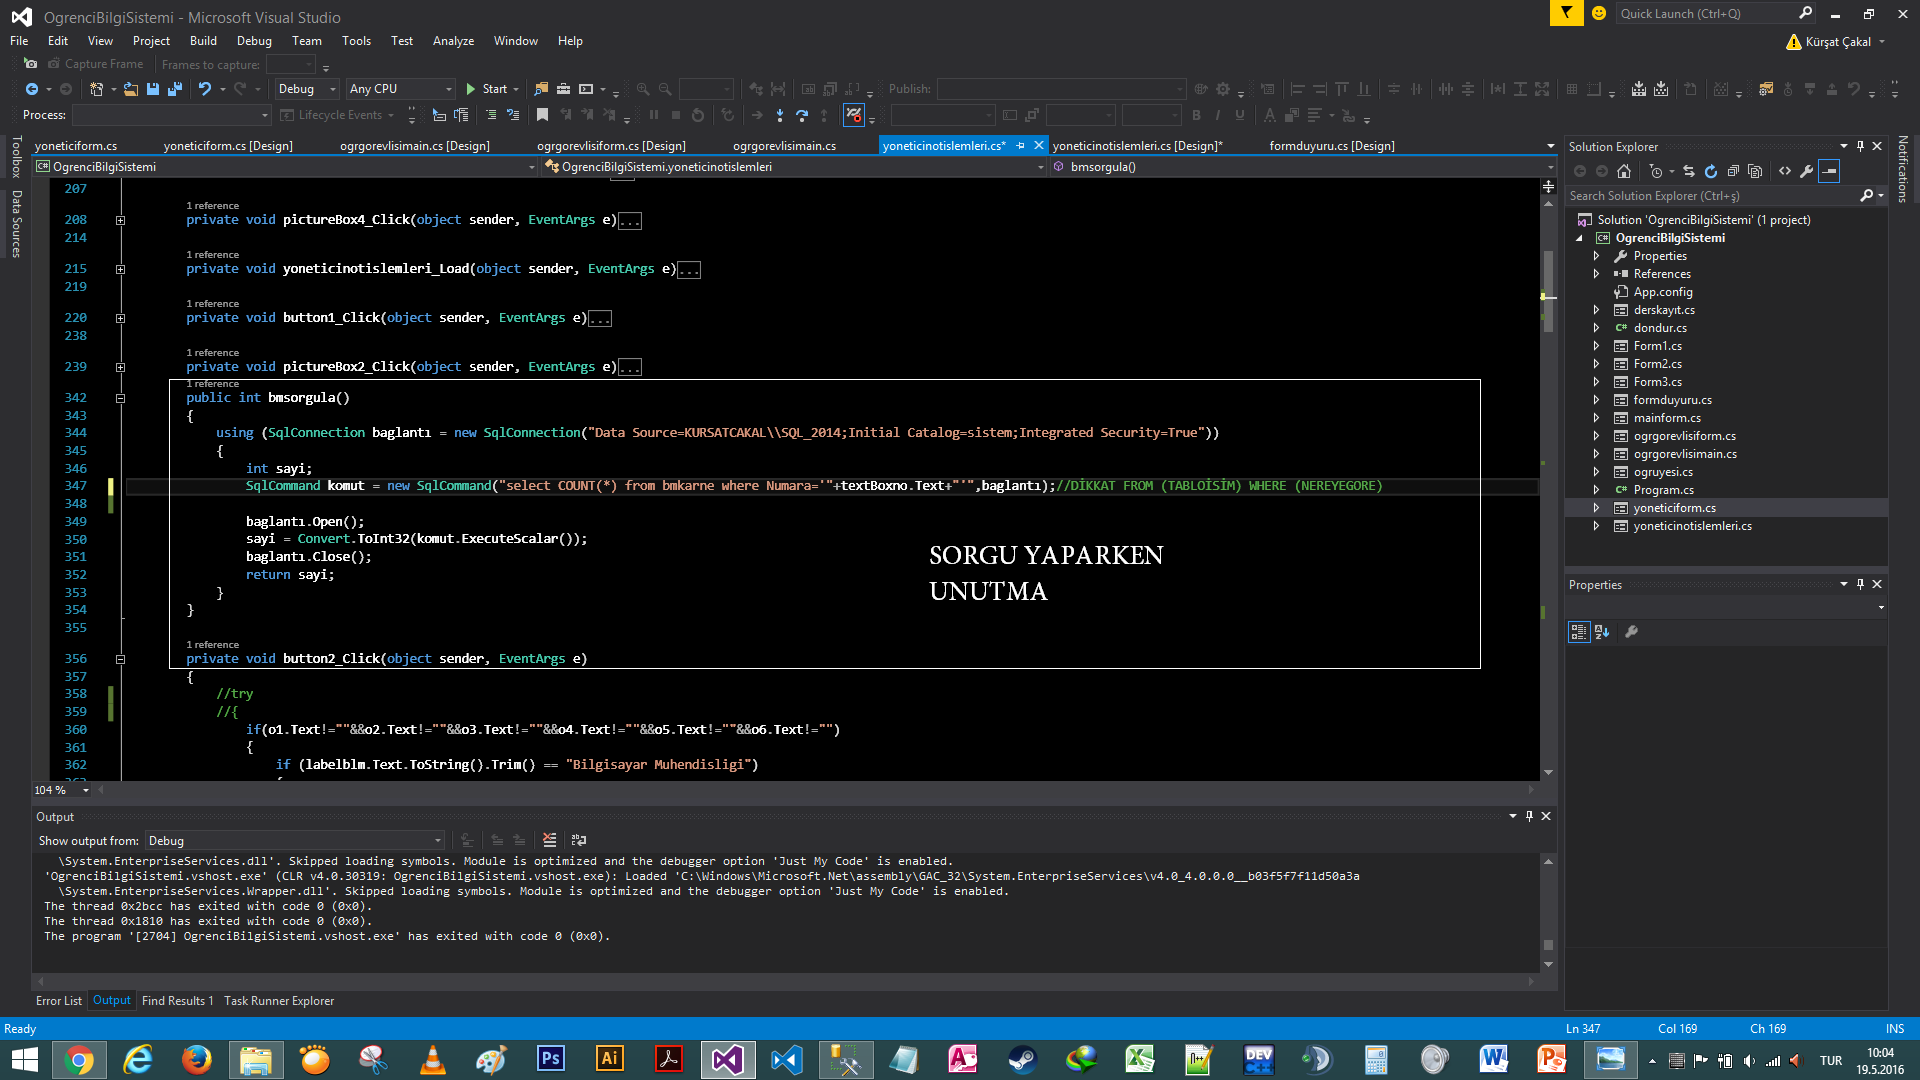 OgrenciBilgiSistemi - Microsoft Visual Studio
Quick Launch (Ctrl+Q)
File Edit View Project Build Debug Team Tools Test Analyze Window Help
Kürşat Çakal
Capture Frame Frames to capture:
Debug Any CPU Start Publish:
Process: Lifecycle Events
yoneticiform.cs yoneticiform.cs [Design] ogrgorevlisimain.cs [Design] ogrgorevlisiform.cs [Design] ogrgorevlisimain.cs yoneticinotislemleri.cs* yoneticinotislemleri.cs [Design]* formduyuru.cs [Design]
OgrenciBilgiSistemi OgrenciBilgiSistemi.yoneticinotislemleri bmsorgula()
Toolbox
Data Sources
207
1 reference
208 private void pictureBox4_Click(object sender, EventArgs e)...
214
1 reference
215 private void yoneticinotislemleri_Load(object sender, EventArgs e)...
219
1 reference
220 private void button1_Click(object sender, EventArgs e)...
238
1 reference
239 private void pictureBox2_Click(object sender, EventArgs e)...
1 reference
342 public int bmsorgula()
343 {
344 using (SqlConnection baglantı = new SqlConnection("Data Source=KURSATCAKAL\\SQL_2014;Initial Catalog=sistem;Integrated Security=True"))
345 {
346 int sayi;
347 SqlCommand komut = new SqlCommand("select COUNT(*) from bmkarne where Numara='"+textBoxno.Text+"'",baglantı);//DİKKAT FROM (TABLOİSİM) WHERE (NEREYEGORE)
348
349 baglantı.Open();
350 sayi = Convert.ToInt32(komut.ExecuteScalar());
351 baglantı.Close();
352 return sayi;
353 }
354 }
355
SORGU YAPARKEN
UNUTMA
1 reference
356 private void button2_Click(object sender, EventArgs e)
357 {
358 //try
359 //{
360 if(o1.Text!=""&&o2.Text!=""&&o3.Text!=""&&o4.Text!=""&&o5.Text!=""&&o6.Text!="")
361 {
362 if (labelblm.Text.ToString().Trim() == "Bilgisayar Muhendisligi")
104 %
Output
Show output from: Debug
\System.EnterpriseServices.dll'. Skipped loading symbols. Module is optimized and the debugger option 'Just My Code' is enabled.
'OgrenciBilgiSistemi.vshost.exe' (CLR v4.0.30319: OgrenciBilgiSistemi.vshost.exe): Loaded 'C:\Windows\Microsoft.Net\assembly\GAC_32\System.EnterpriseServices\v4.0_4.0.0.0__b03f5f7f11d50a3a
\System.EnterpriseServices.Wrapper.dll'. Skipped loading symbols. Module is optimized and the debugger option 'Just My Code' is enabled.
The thread 0x2bcc has exited with code 0 (0x0).
The thread 0x1810 has exited with code 0 (0x0).
The program '[2704] OgrenciBilgiSistemi.vshost.exe' has exited with code 0 (0x0).
Error List Output Find Results 1 Task Runner Explorer
Solution Explorer
Search Solution Explorer (Ctrl+ş)
Solution 'OgrenciBilgiSistemi' (1 project)
OgrenciBilgiSistemi
Properties
References
App.config
derskayıt.cs
dondur.cs
Form1.cs
Form2.cs
Form3.cs
formduyuru.cs
mainform.cs
ogrgorevlisiform.cs
ogrgorevlisimain.cs
ogruyesi.cs
Program.cs
yoneticiform.cs
yoneticinotislemleri.cs
Properties
Notifications
Ready Ln 347 Col 169 Ch 169 INS
TUR 10:04
19.5.2016